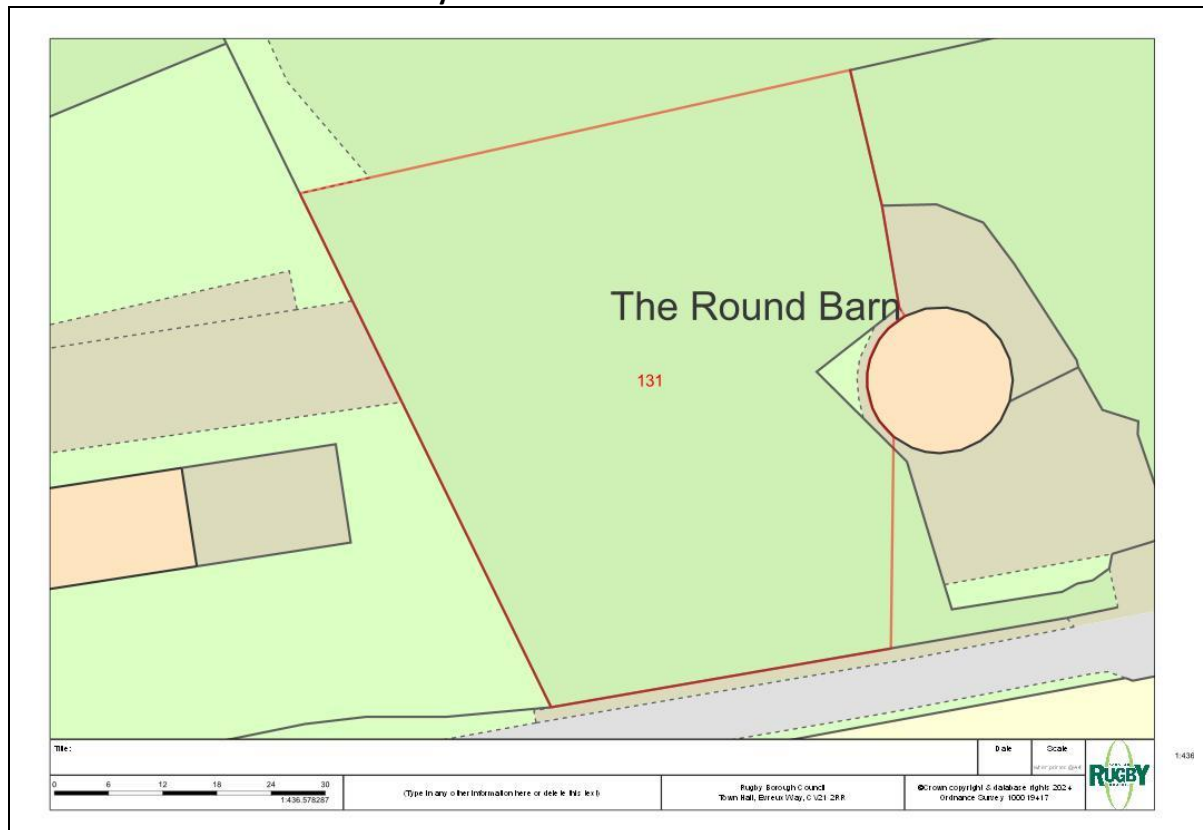 The Round Barn
131
Title:
Date
Scale
0 6 12 18 24 30
1:436.578287
(Type in any other information here or delete this text)
Rugby Borough Council
Town Hall, Evreux Way, CV21 2RR
©Crown copyright & database rights 2024
Ordnance Survey 100019417
RUGBY
1:436